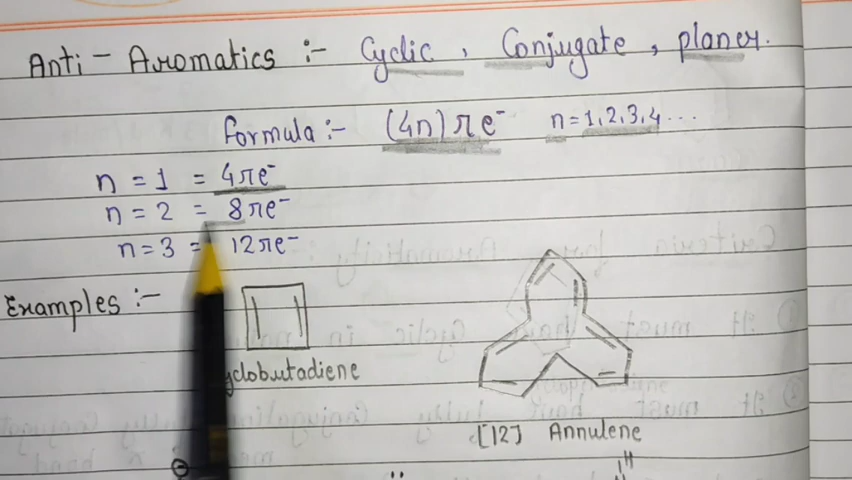 Anti-Aromatics :- Cyclic, Conjugate, planer.
formula :- (4n)πe⁻ n=1,2,3,4...
n = 1 = 4πe⁻
n = 2 = 8πe⁻
n = 3 = 12πe⁻
Examples :-
yclobutadiene
[12] Annulene
⊖
H